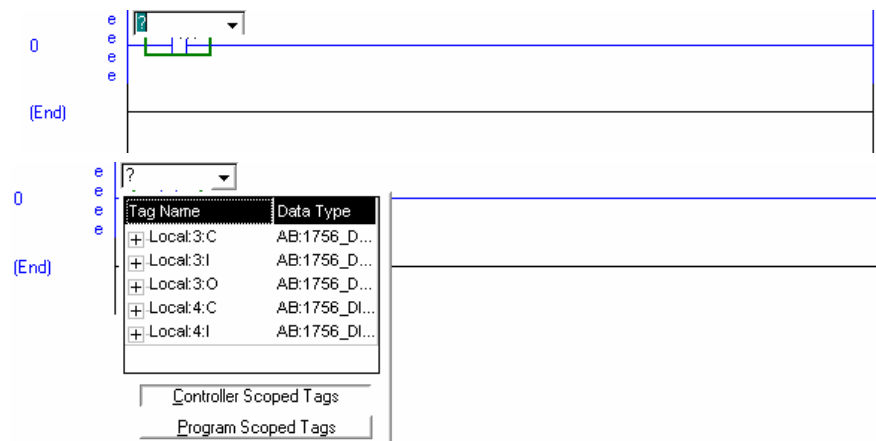 e
?
0
e
e
e
(End)
e
?
0
e
e
e
Tag Name Data Type
Local:3:C AB:1756_D...
Local:3:I AB:1756_D...
(End)
Local:3:O AB:1756_D...
Local:4:C AB:1756_DI...
Local:4:I AB:1756_DI...
Controller Scoped Tags
Program Scoped Tags